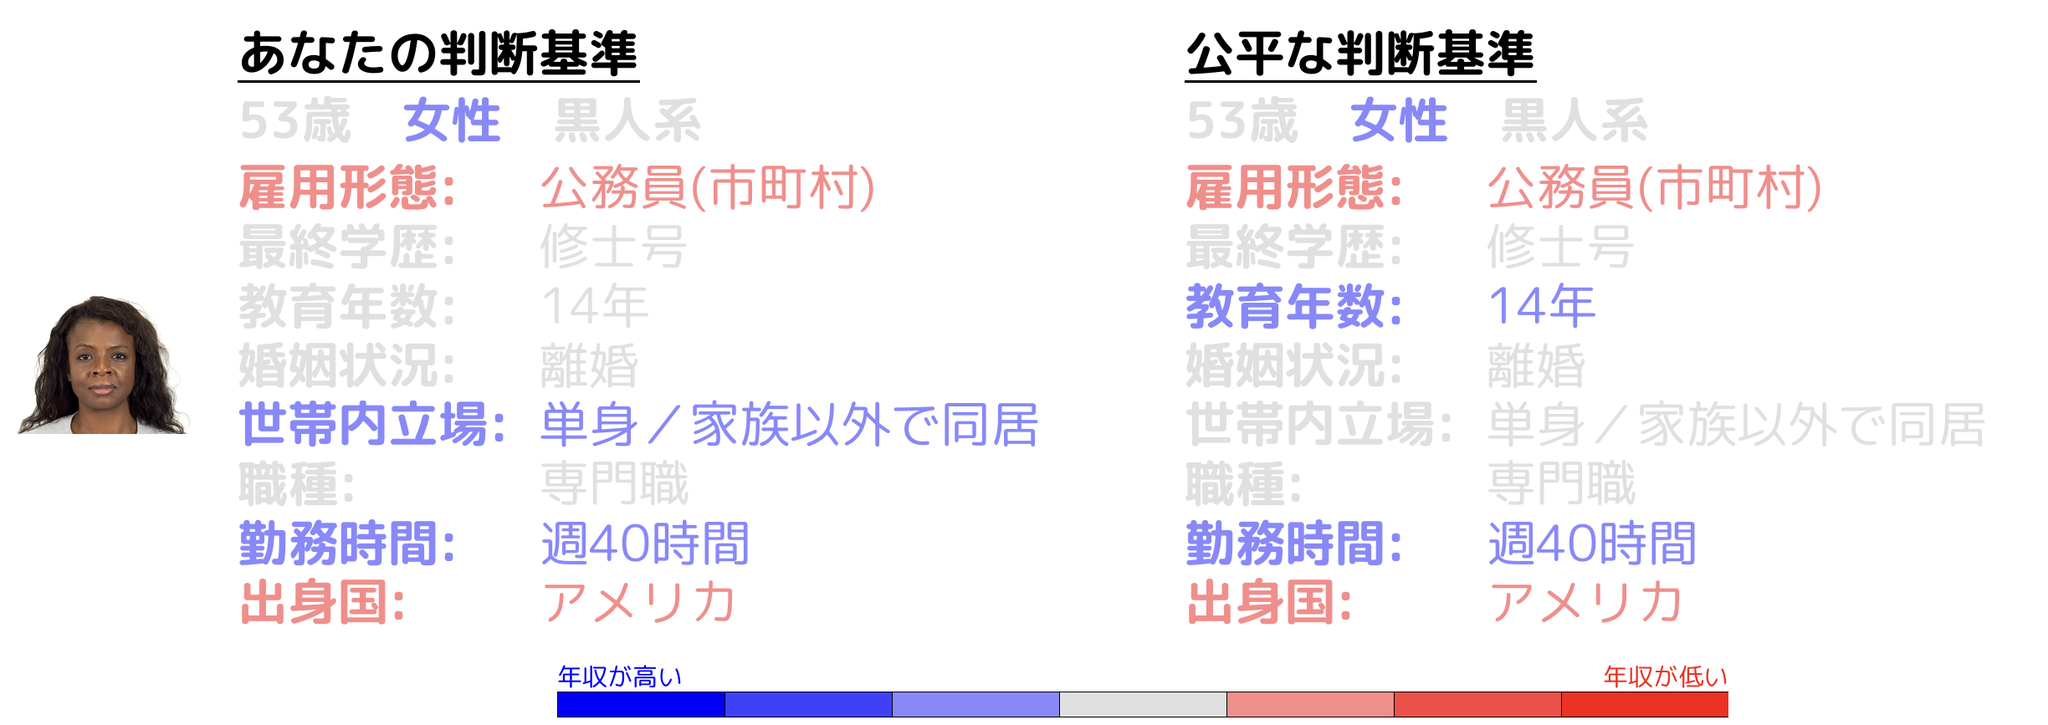 あなたの判断基準
53歳 女性 黒人系
雇用形態: 公務員(市町村)
最終学歴: 修士号
教育年数: 14年
婚姻状況: 離婚
世帯内立場: 単身／家族以外で同居
職種: 専門職
勤務時間: 週40時間
出身国: アメリカ
公平な判断基準
53歳 女性 黒人系
雇用形態: 公務員(市町村)
最終学歴: 修士号
教育年数: 14年
婚姻状況: 離婚
世帯内立場: 単身／家族以外で同居
職種: 専門職
勤務時間: 週40時間
出身国: アメリカ
年収が高い 年収が低い